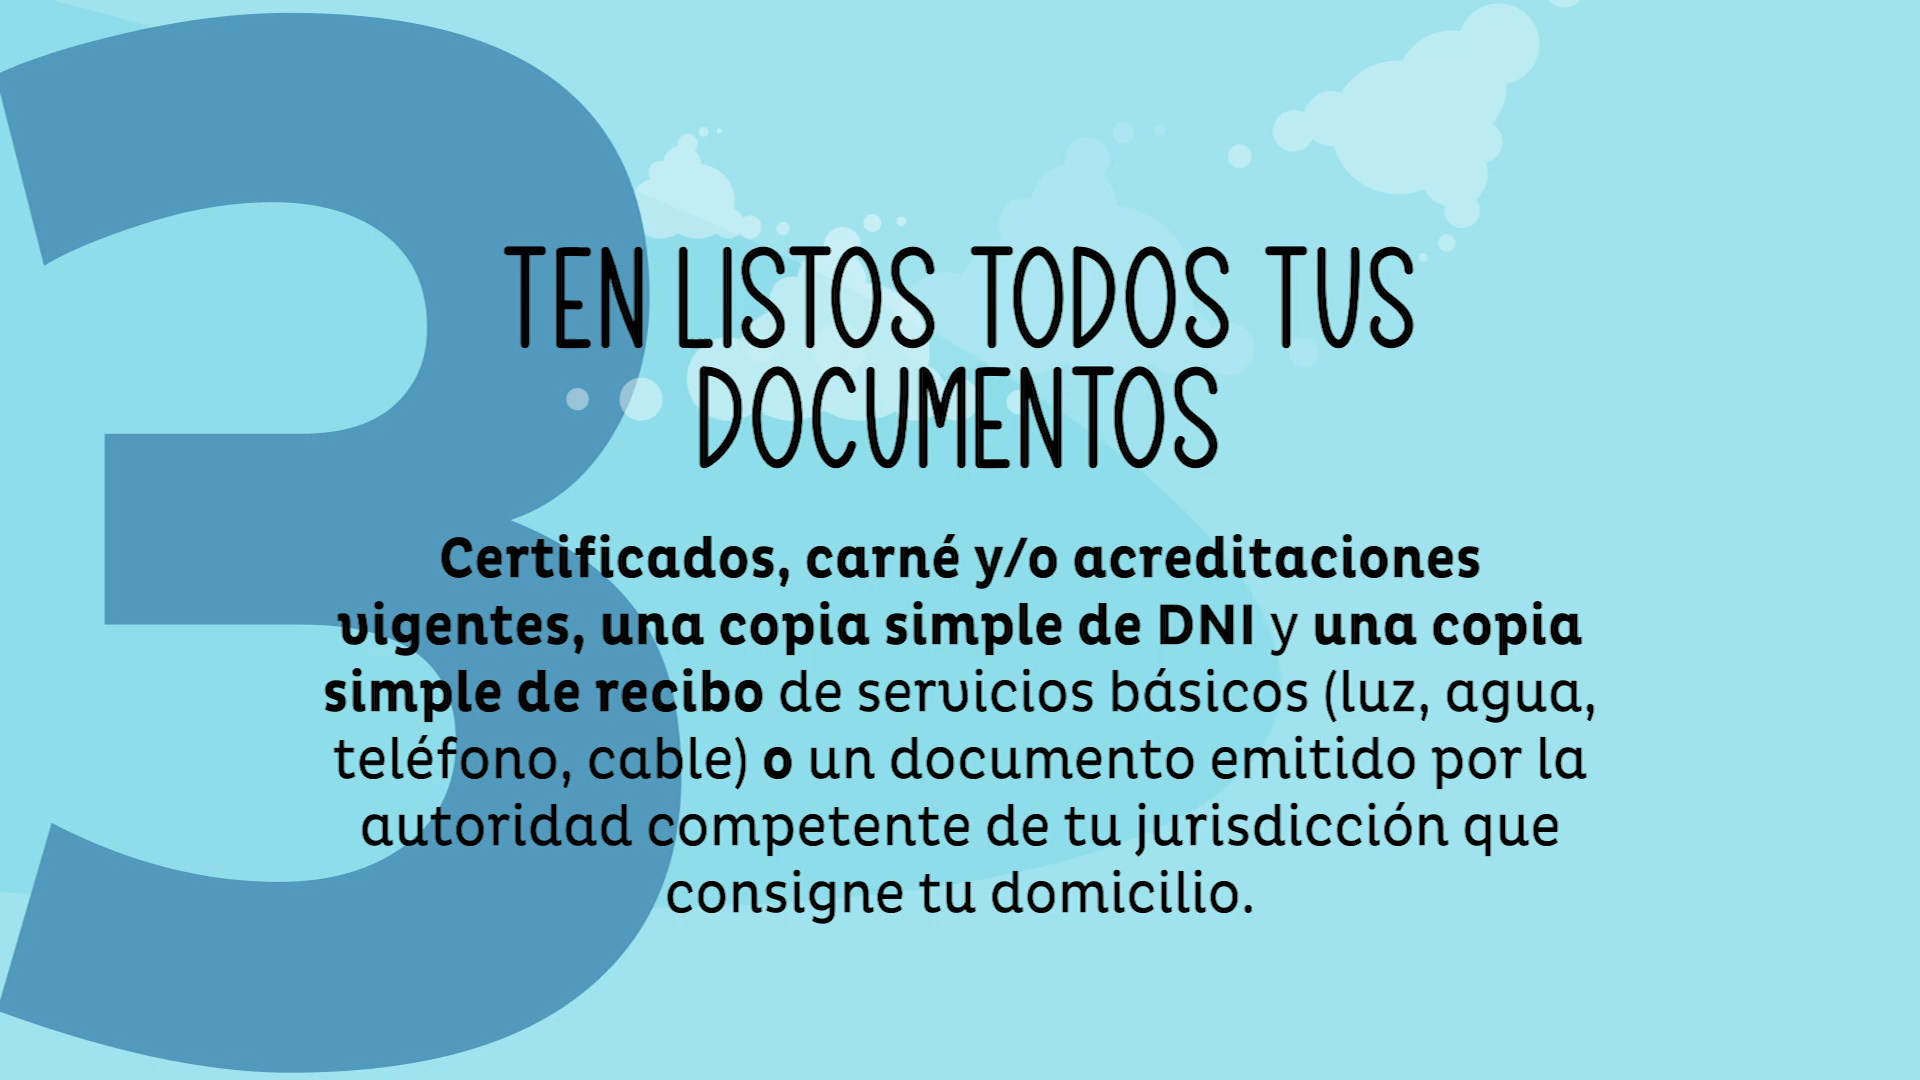 3
TEN LISTOS TODOS TUS
DOCUMENTOS
Certificados, carné y/o acreditaciones
vigentes, una copia simple de DNI y una copia
simple de recibo de servicios básicos (luz, agua,
teléfono, cable) o un documento emitido por la
autoridad competente de tu jurisdicción que
consigne tu domicilio.